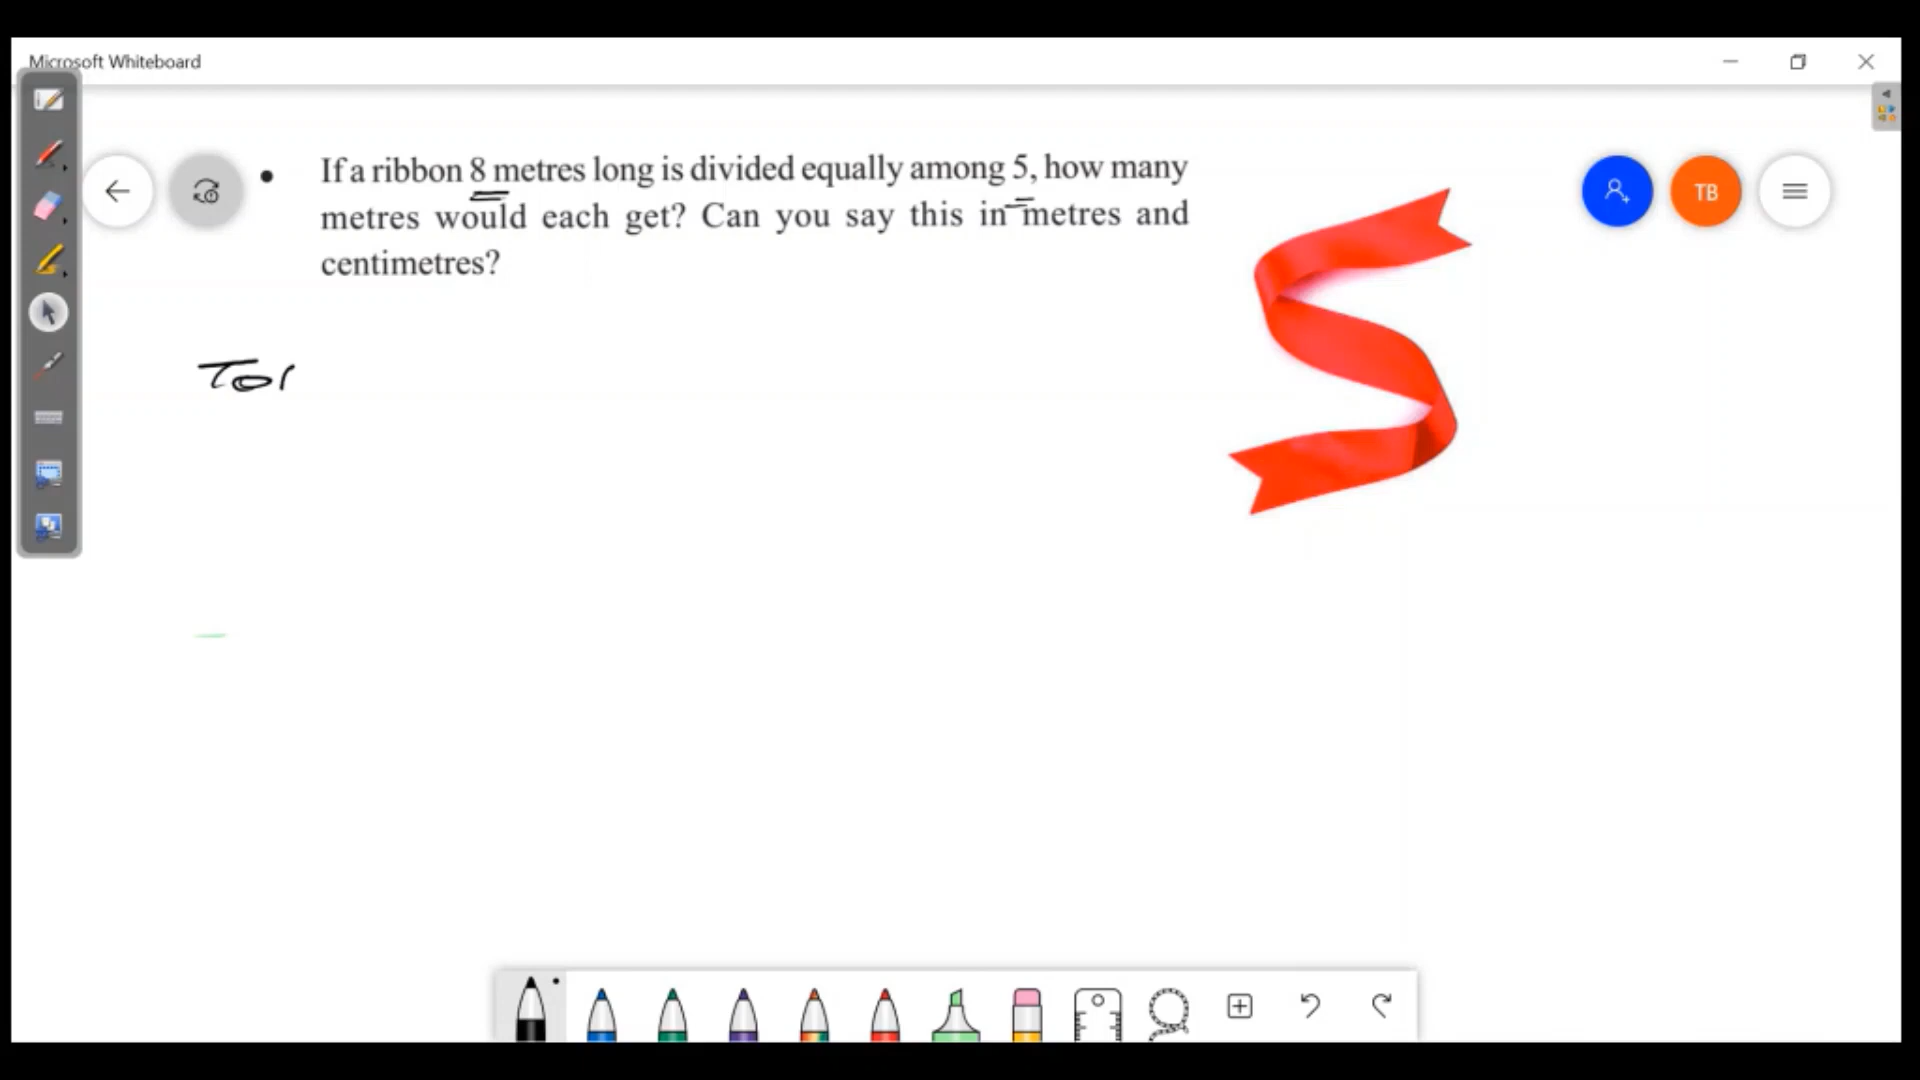 Microsoft Whiteboard
• If a ribbon 8 metres long is divided equally among 5, how many
metres would each get? Can you say this in metres and
centimetres?
TB